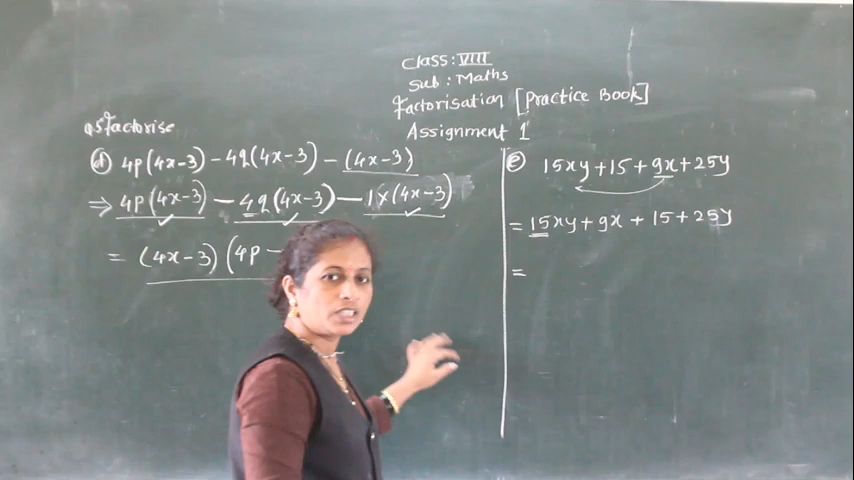 Class: VIII
Sub: Maths
Factorisation [Practice Book]
Assignment 1
Q5 Factorise
d) 4p(4x-3) - 4q(4x-3) - (4x-3)
⇒ 4p(4x-3) - 4q(4x-3) - 1×(4x-3)
= (4x-3) (4p -
e) 15xy + 15 + 9x + 25y
= 15xy + 9x + 15 + 25y
=